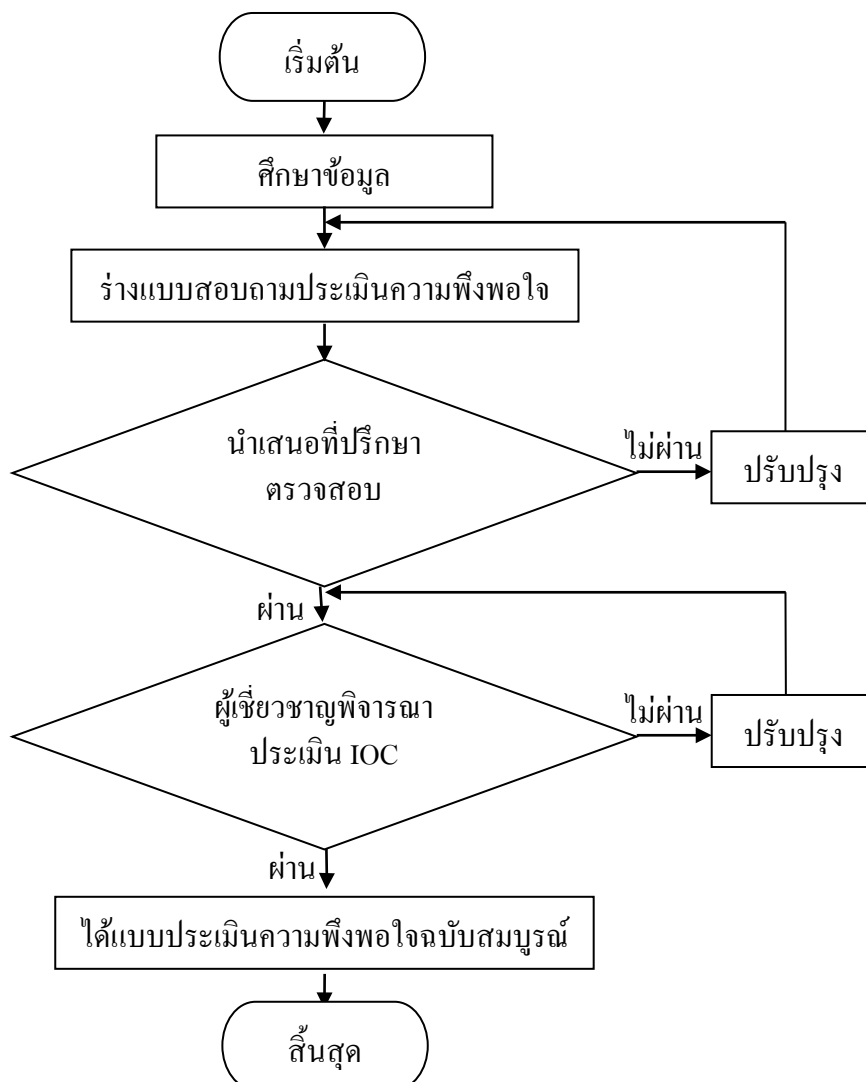 เริ่มต้น
ศึกษาข้อมูล
ร่างแบบสอบถามประเมินความพึงพอใจ
นำเสนอที่ปรึกษา
ตรวจสอบ
ไม่ผ่าน
ปรับปรุง
ผ่าน
ผู้เชี่ยวชาญพิจารณา
ประเมิน IOC
ไม่ผ่าน
ปรับปรุง
ผ่าน
ได้แบบประเมินความพึงพอใจฉบับสมบูรณ์
สิ้นสุด